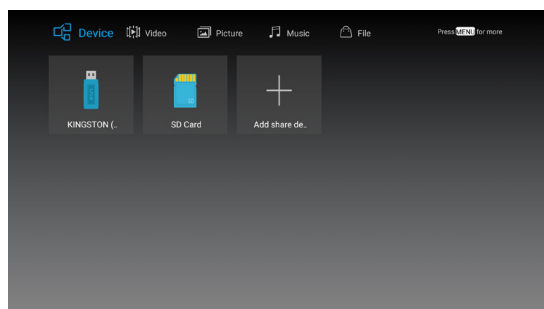 Device Video Picture Music File Press MENU for more
KINGSTON (.. SD Card Add share de..